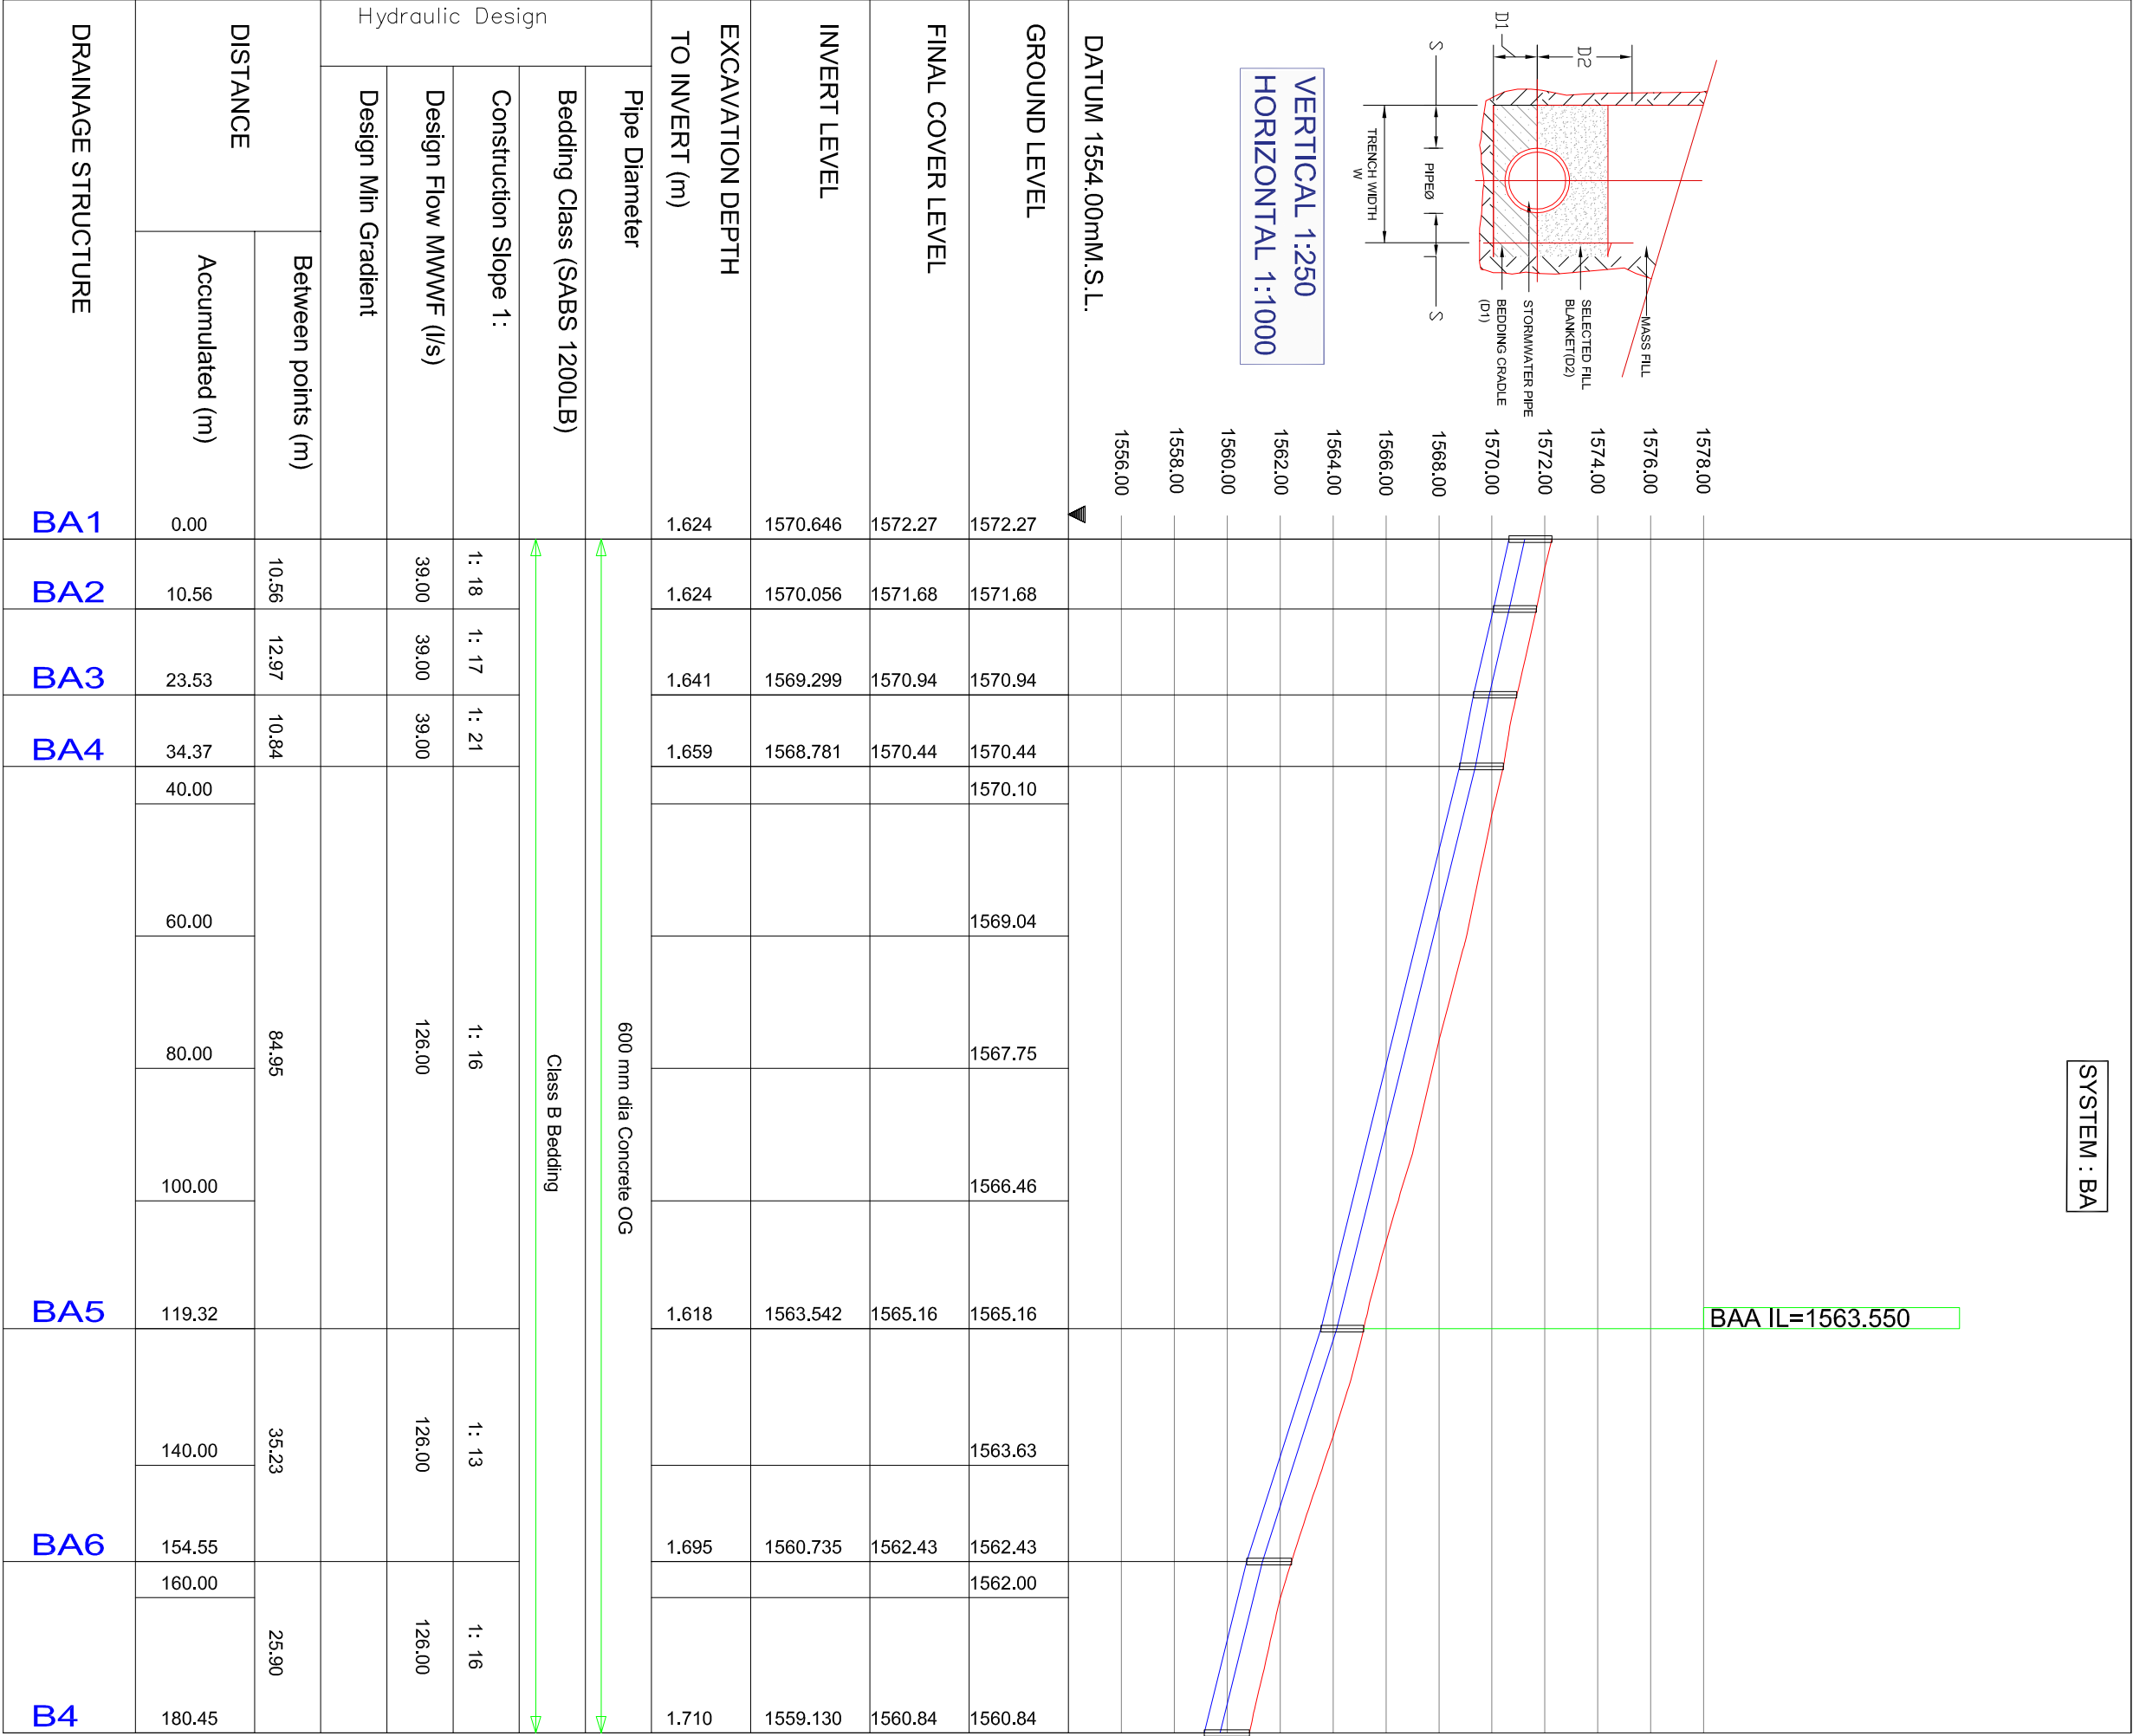 SYSTEM : BA
D1
D2
S
PIPEØ
S
TRENCH WIDTH
W
MASS FILL
SELECTED FILL
BLANKET(D2)
STORMWATER PIPE
BEDDING CRADLE
(D1)
VERTICAL 1:250
HORIZONTAL 1:1000
BAA IL=1563.550
1578.00
1576.00
1574.00
1572.00
1570.00
1568.00
1566.00
1564.00
1562.00
1560.00
1558.00
1556.00
DATUM 1554.00mM.S.L.
GROUND LEVEL
1572.27 1571.68 1570.94 1570.44 1570.10 1569.04 1567.75 1566.46 1565.16 1563.63 1562.43 1562.00 1560.84
FINAL COVER LEVEL
1572.27 1571.68 1570.94 1570.44 1565.16 1562.43 1560.84
INVERT LEVEL
1570.646 1570.056 1569.299 1568.781 1563.542 1560.735 1559.130
EXCAVATION DEPTH
TO INVERT (m)
1.624 1.624 1.641 1.659 1.618 1.695 1.710
Hydraulic Design
Pipe Diameter
600 mm dia Concrete OG
Bedding Class (SABS 1200LB)
Class B Bedding
Construction Slope 1:
1: 18 1: 17 1: 21 1: 16 1: 13 1: 16
Design Flow MWWF (l/s)
39.00 39.00 39.00 126.00 126.00 126.00
Design Min Gradient
DISTANCE
Between points (m)
10.56 12.97 10.84 84.95 35.23 25.90
Accumulated (m)
0.00 10.56 23.53 34.37 40.00 60.00 80.00 100.00 119.32 140.00 154.55 160.00 180.45
DRAINAGE STRUCTURE
BA1 BA2 BA3 BA4 BA5 BA6 B4